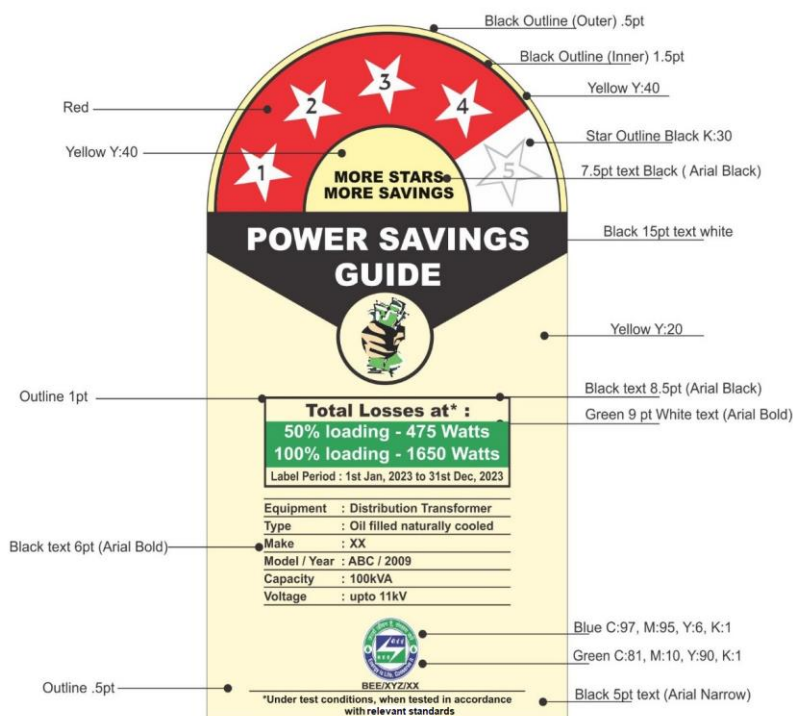 Black Outline (Outer) .5pt
Black Outline (Inner) 1.5pt
Yellow Y:40
Red
Star Outline Black K:30
Yellow Y:40
7.5pt text Black ( Arial Black)
1
2
3
4
5
MORE STARS
MORE SAVINGS
POWER SAVINGS
GUIDE
Black 15pt text white
Yellow Y:20
Outline 1pt
Black text 8.5pt (Arial Black)
Green 9 pt White text (Arial Bold)
Total Losses at* :
50% loading - 475 Watts
100% loading - 1650 Watts
Label Period : 1st Jan, 2023 to 31st Dec, 2023
Equipment : Distribution Transformer
Type : Oil filled naturally cooled
Make : XX
Model / Year : ABC / 2009
Capacity : 100kVA
Voltage : upto 11kV
Black text 6pt (Arial Bold)
Blue C:97, M:95, Y:6, K:1
Green C:81, M:10, Y:90, K:1
BEE/XYZ/XX
Outline .5pt
*Under test conditions, when tested in accordance
with relevant standards
Black 5pt text (Arial Narrow)